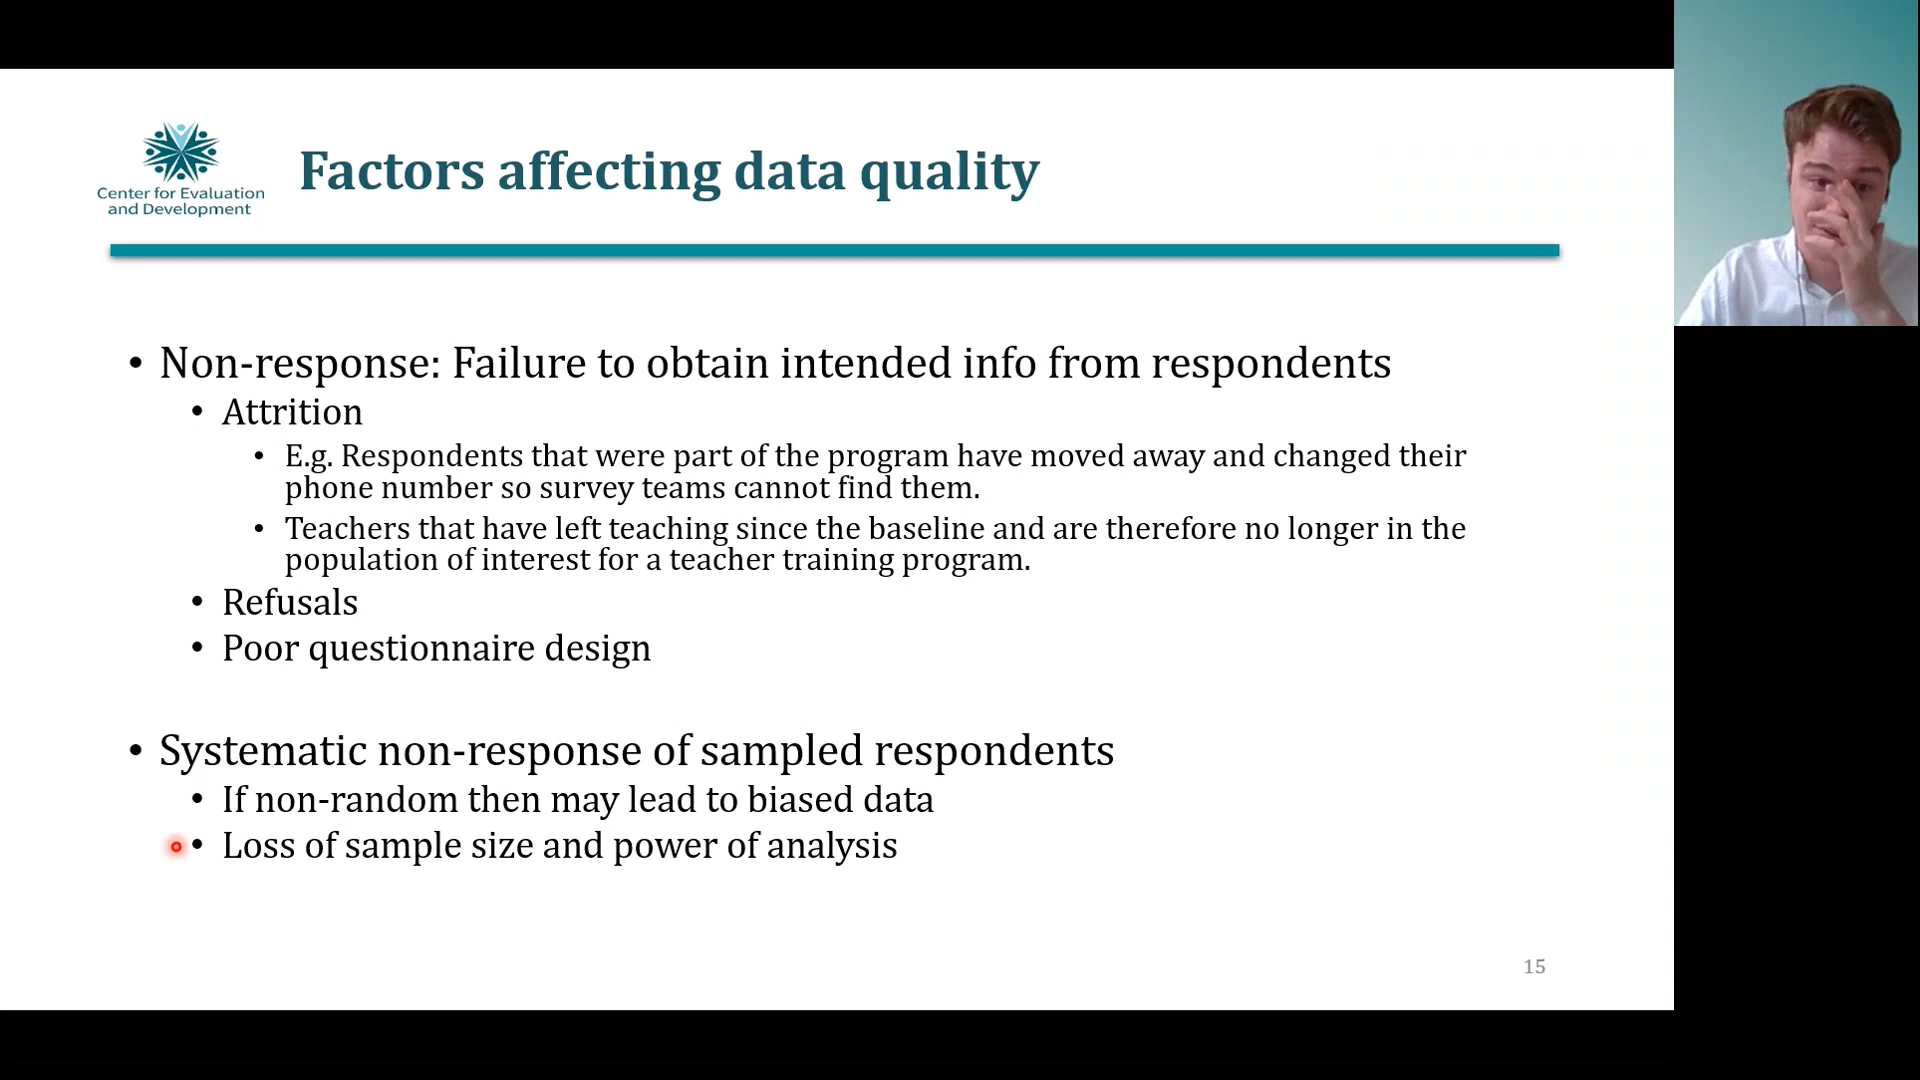 Center for Evaluation
and Development
Factors affecting data quality
• Non-response: Failure to obtain intended info from respondents
• Attrition
• E.g. Respondents that were part of the program have moved away and changed their
phone number so survey teams cannot find them.
• Teachers that have left teaching since the baseline and are therefore no longer in the
population of interest for a teacher training program.
• Refusals
• Poor questionnaire design
• Systematic non-response of sampled respondents
• If non-random then may lead to biased data
• Loss of sample size and power of analysis
15